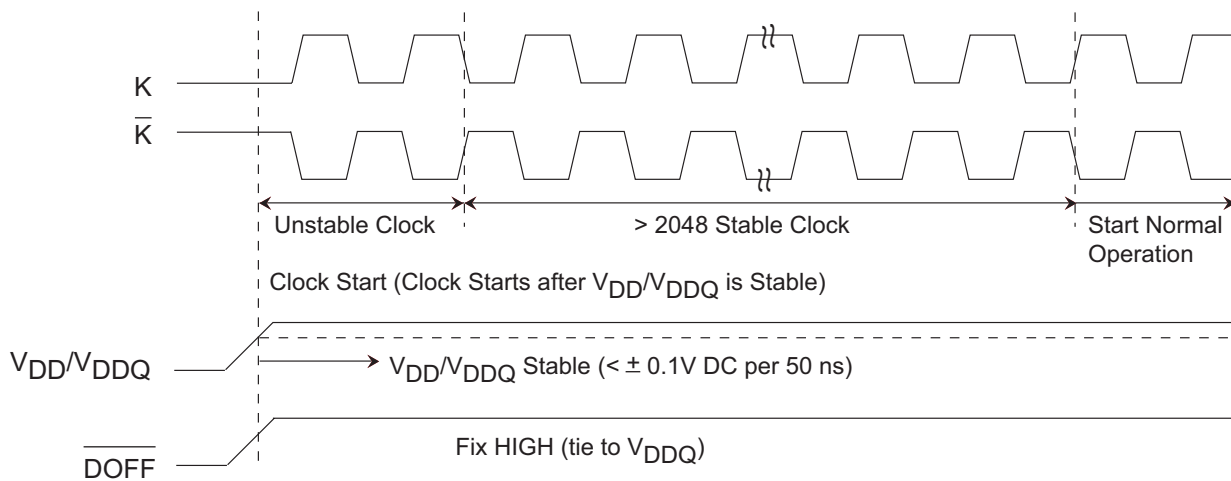 K
K̅
Unstable Clock
> 2048 Stable Clock
Start Normal
Operation
Clock Start (Clock Starts after VDD/VDDQ is Stable)
VDD/VDDQ
VDD/VDDQ Stable (< ± 0.1V DC per 50 ns)
Fix HIGH (tie to VDDQ)
D̅O̅F̅F̅